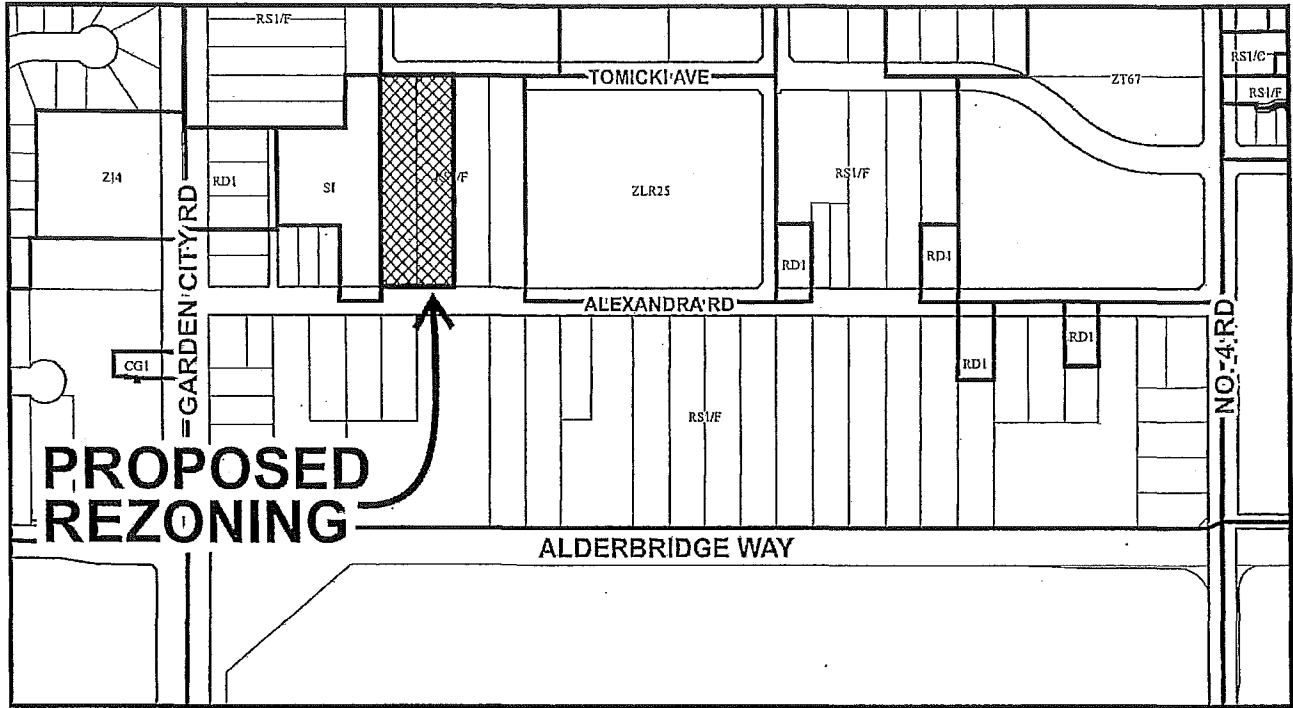 RS1/F
TOMICKI AVE
ZT67
RS1/C
RS1/F
ZJ4
RD1
SI
ZLR25
RS1/F
RD1
RD1
GARDEN CITY RD
ALEXANDRA RD
CG1
RD1
RD1
RS1/F
NO. 4 RD
PROPOSED
REZONING
ALDERBRIDGE WAY